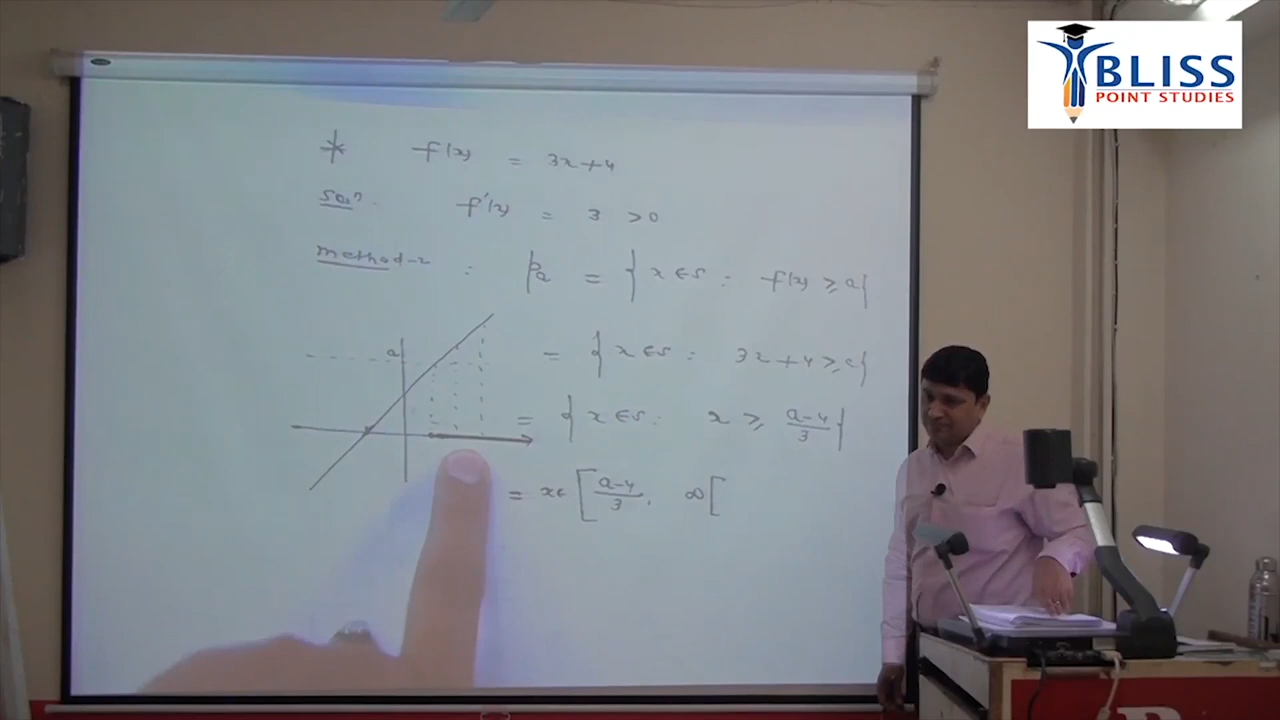 BLISS
POINT STUDIES
* f(x) = 3x+4
Solⁿ. f'(x) = 3 >0
method-2 : Pa = { x ∈ S : f(x) ⩾ a}
= { x ∈ S : 3x+4 ⩾ a}
a
= { x ∈ S : x ⩾ a-4/3 }
= x ∈ [ a-4/3 , ∞ [